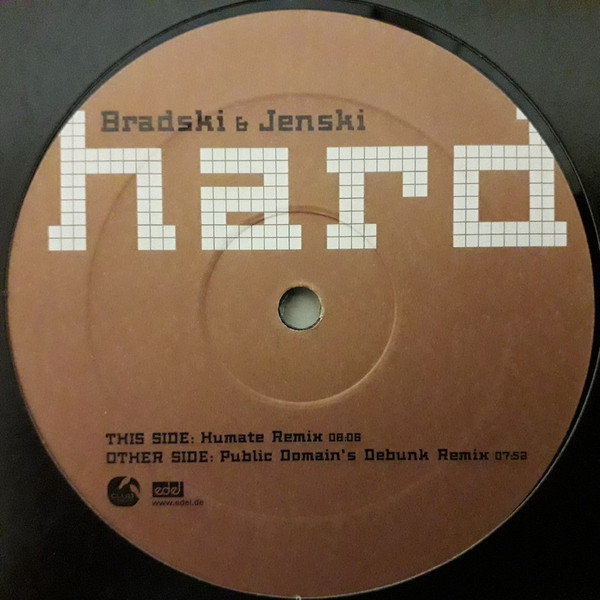 Bradski & Jenski
hard
THIS SIDE: Humate Remix 08:06
OTHER SIDE: Public Domain's Debunk Remix 07:52
CLUB
edel
www.edel.de